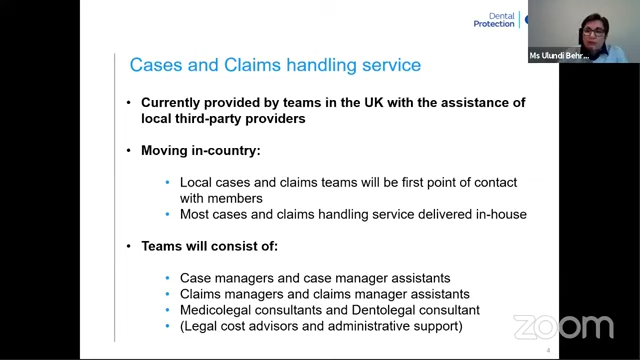 Dental
Protection
Ms Ulundi Behr...
Cases and Claims handling service
• Currently provided by teams in the UK with the assistance of
local third-party providers
• Moving in-country:
• Local cases and claims teams will be first point of contact
with members
• Most cases and claims handling service delivered in-house
• Teams will consist of:
• Case managers and case manager assistants
• Claims managers and claims manager assistants
• Medicolegal consultants and Dentolegal consultant
• (Legal cost advisors and administrative support)
zoom
4